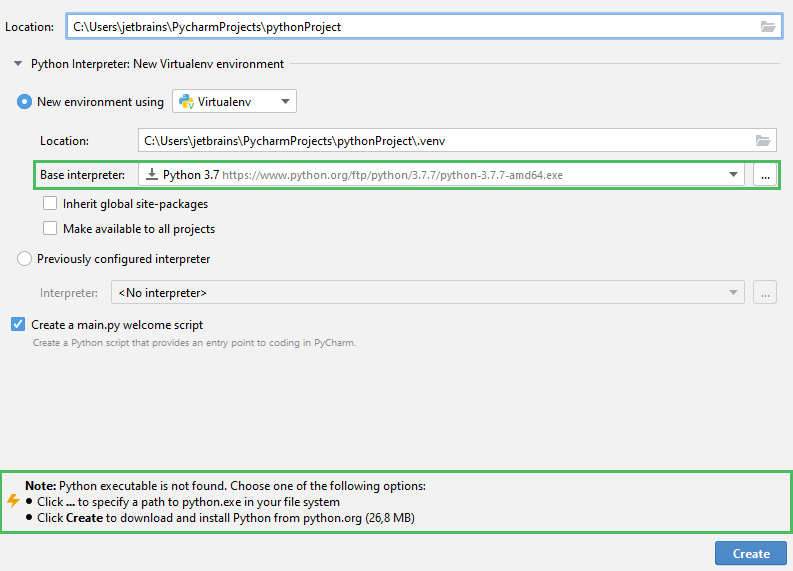 Location: C:\Users\jetbrains\PycharmProjects\pythonProject
Python Interpreter: New Virtualenv environment
New environment using Virtualenv
Location: C:\Users\jetbrains\PycharmProjects\pythonProject\.venv
Base interpreter: Python 3.7 https://www.python.org/ftp/python/3.7.7/python-3.7.7-amd64.exe ...
Inherit global site-packages
Make available to all projects
Previously configured interpreter
Interpreter: <No interpreter> ...
Create a main.py welcome script
Create a Python script that provides an entry point to coding in PyCharm.
Note: Python executable is not found. Choose one of the following options:
● Click ... to specify a path to python.exe in your file system
● Click Create to download and install Python from python.org (26,8 MB)
Create